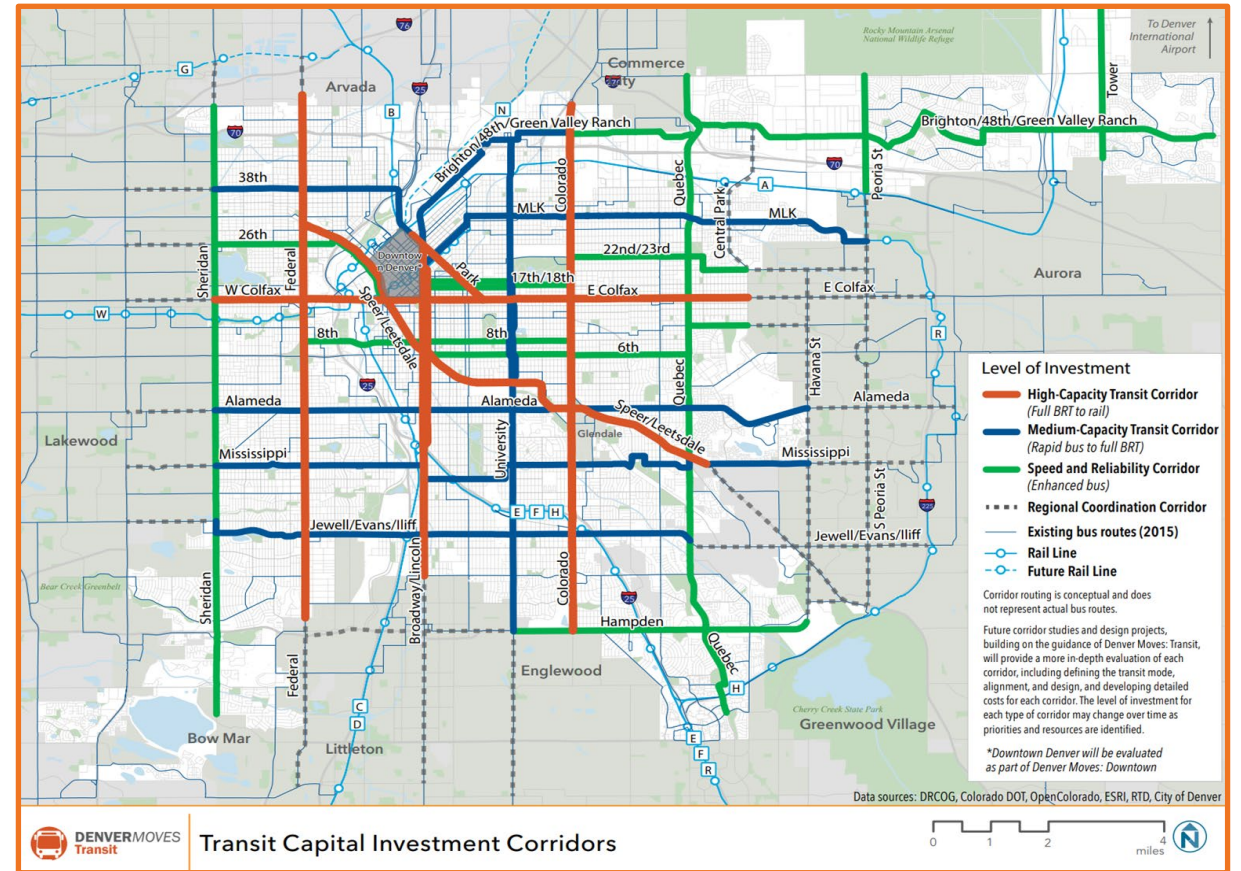 76
To Denver
International
Airport
Rocky Mountain Arsenal
National Wildlife Refuge
G
Commerce
City
Arvada
25
270
Tower
B
N
70
Brighton/48th/Green Valley Ranch
Brighton/48th/Green Valley Ranch
70
38th
Colorado
Quebec
A
Peoria St
Central Park
MLK
MLK
26th
Sheridan
Federal
22nd/23rd
Downtow
n Denver*
Park
17th/18th
Aurora
W Colfax
E Colfax
E Colfax
W
Speer/Leetsdale
8th
8th
6th
R
25
Quebec
Havana St
Alameda
Alameda
Alameda
Speer/Leetsdale
Glendale
Lakewood
University
Mississippi
Mississippi
S Peoria St
225
E F H
Jewell/Evans/Iliff
Jewell/Evans/Iliff
Bear Creek Greenbelt
Sheridan
Broadway/Lincoln
Colorado
25
Hampden
Federal
Englewood
Quebec
H
C
D
Cherry Creek State Park
Greenwood Village
Bow Mar
Littleton
E
F
R
Level of Investment
High-Capacity Transit Corridor
(Full BRT to rail)
Medium-Capacity Transit Corridor
(Rapid bus to full BRT)
Speed and Reliability Corridor
(Enhanced bus)
Regional Coordination Corridor
Existing bus routes (2015)
Rail Line
Future Rail Line
Corridor routing is conceptual and does
not represent actual bus routes.
Future corridor studies and design projects,
building on the guidance of Denver Moves: Transit,
will provide a more in-depth evaluation of each
corridor, including defining the transit mode,
alignment, and design, and developing detailed
costs for each corridor. The level of investment for
each type of corridor may change over time as
priorities and resources are identified.
*Downtown Denver will be evaluated
as part of Denver Moves: Downtown
Data sources: DRCOG, Colorado DOT, OpenColorado, ESRI, RTD, City of Denver
DENVERMOVES
Transit
Transit Capital Investment Corridors
0 1 2 4
miles
N